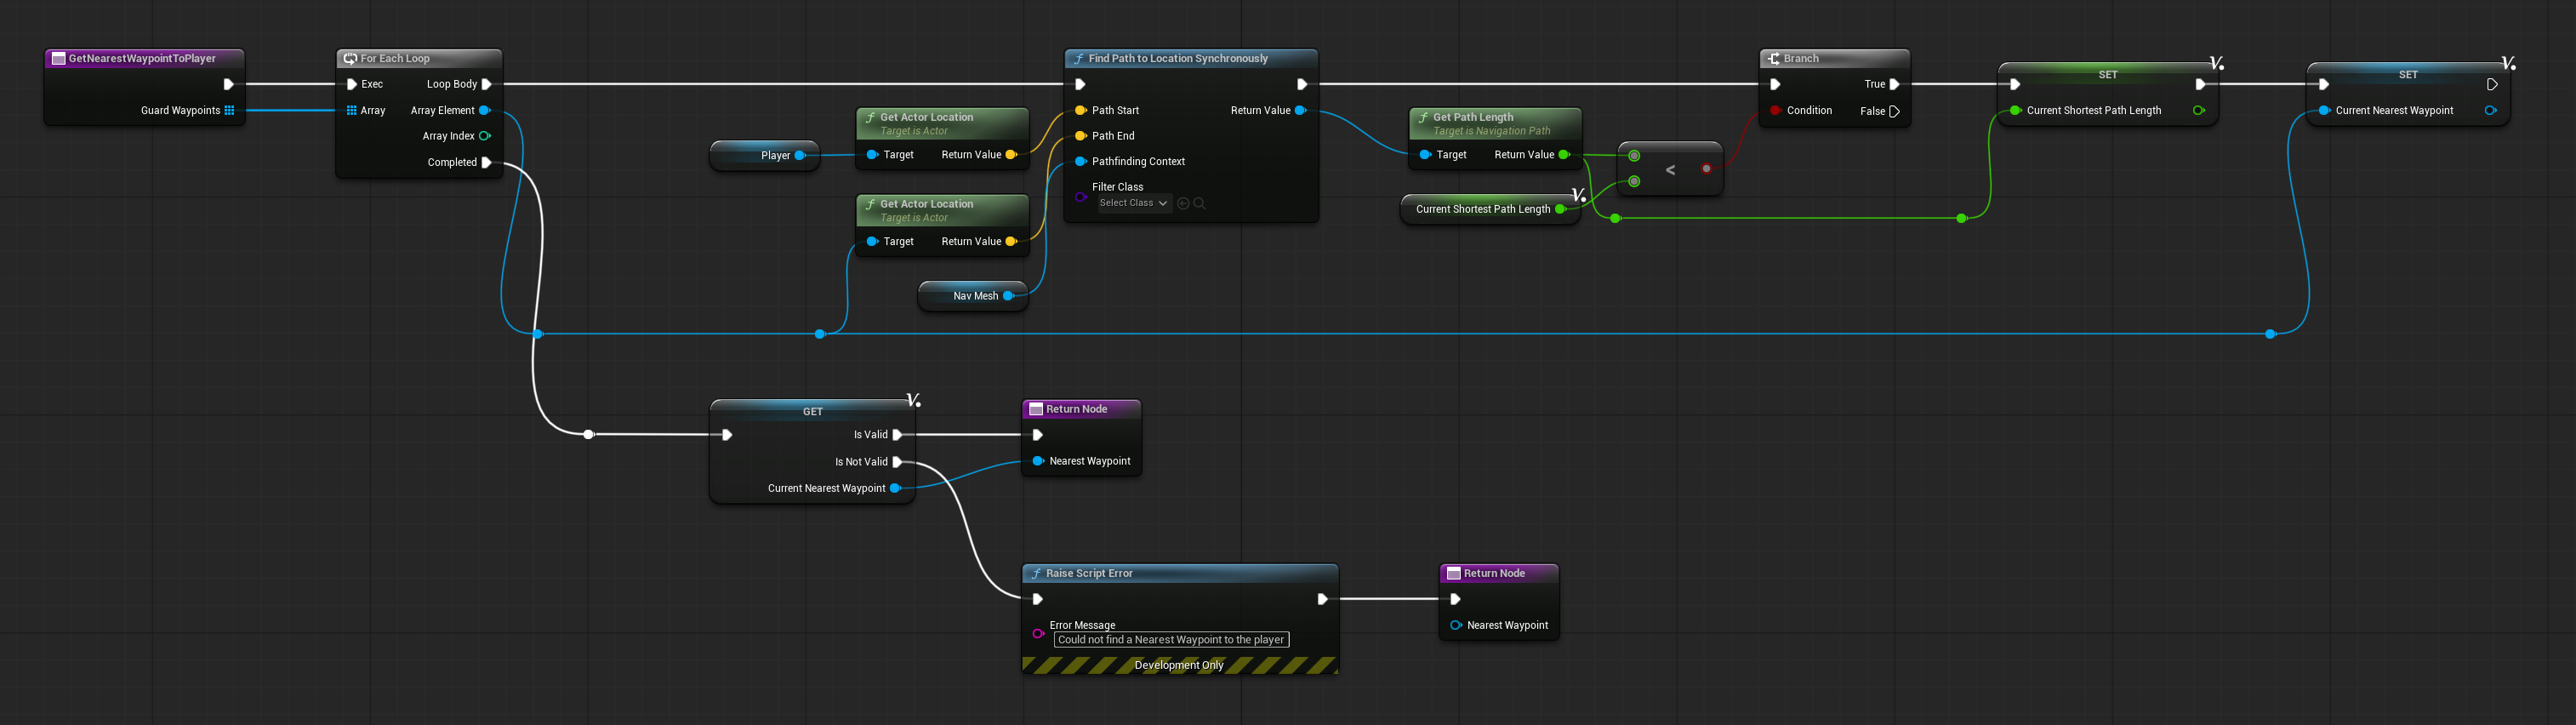 GetNearestWaypointToPlayer
Guard Waypoints
For Each Loop
Exec
Loop Body
Array
Array Element
Array Index
Completed
Player
Get Actor Location
Target is Actor
Target
Return Value
Get Actor Location
Target is Actor
Target
Return Value
Nav Mesh
Find Path to Location Synchronously
Path Start
Return Value
Path End
Pathfinding Context
Filter Class
Select Class
Get Path Length
Target is Navigation Path
Target
Return Value
V.
Current Shortest Path Length
<
Branch
True
Condition
False
V.
SET
Current Shortest Path Length
V.
SET
Current Nearest Waypoint
V.
GET
Is Valid
Is Not Valid
Current Nearest Waypoint
Return Node
Nearest Waypoint
Raise Script Error
Error Message
Could not find a Nearest Waypoint to the player
Development Only
Return Node
Nearest Waypoint